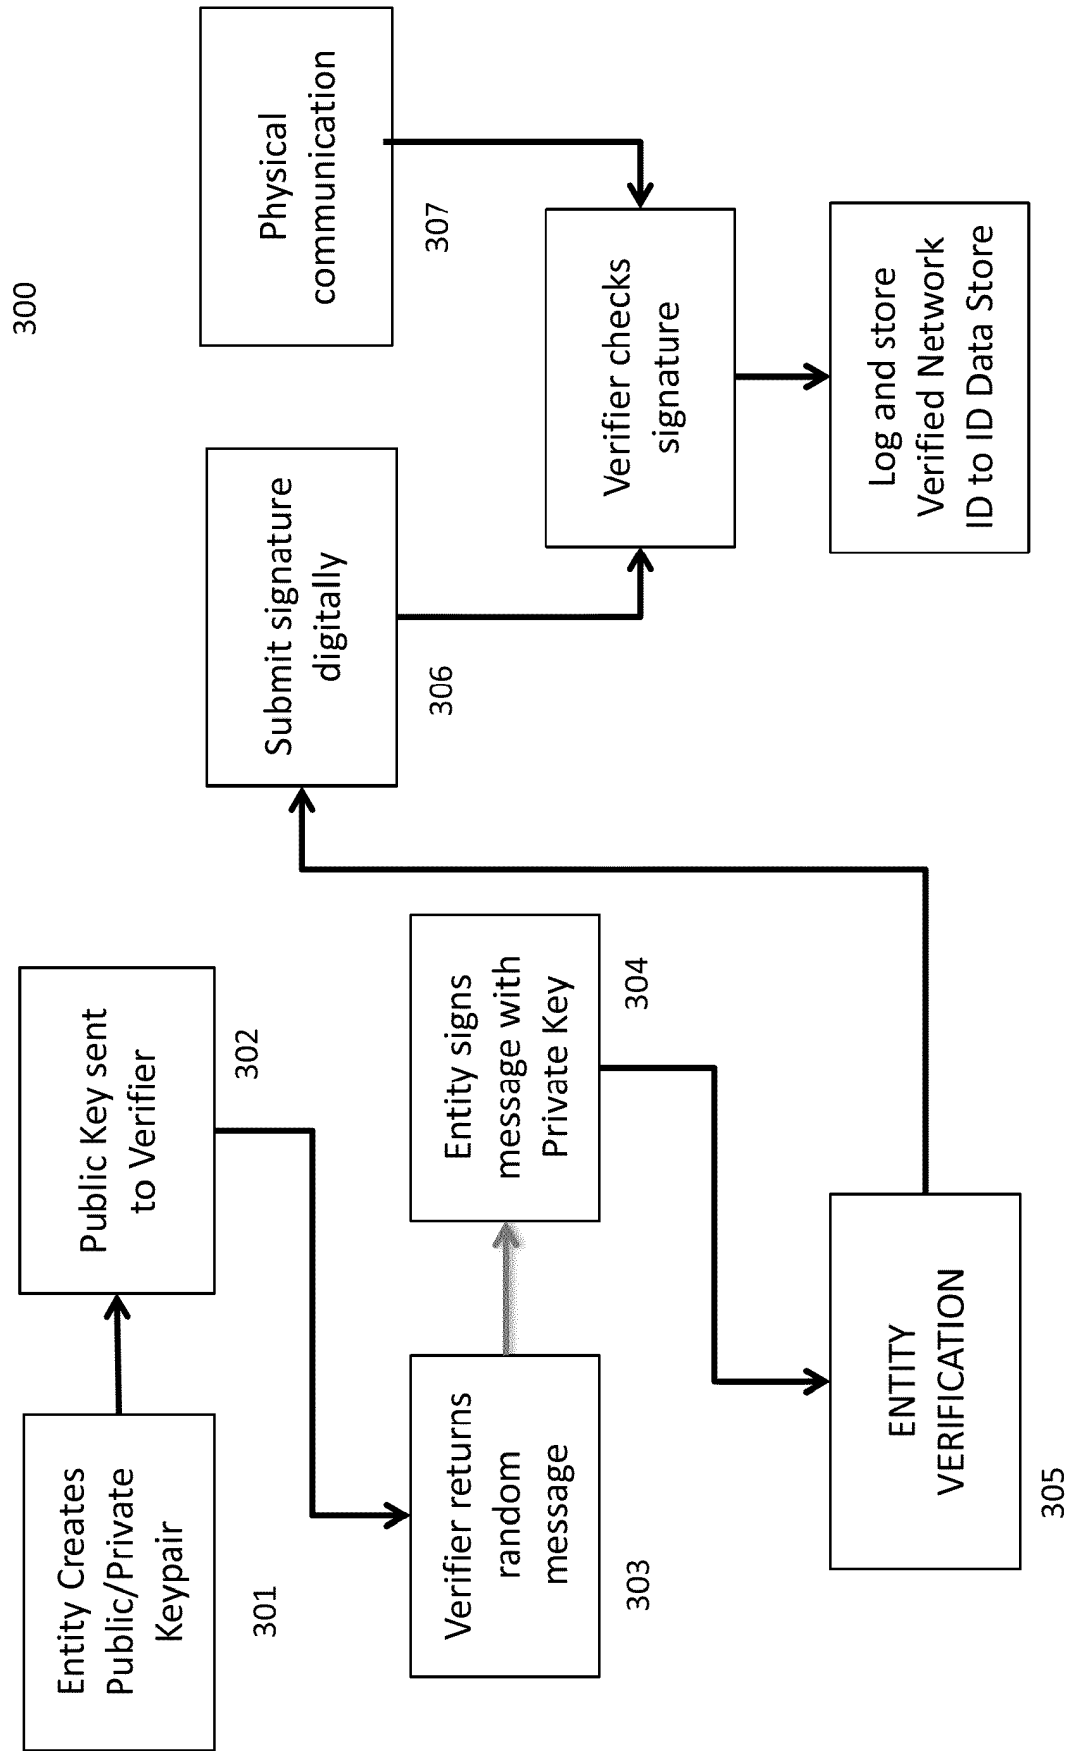 300
Entity Creates
Public/Private
Keypair
301
Public Key sent
to Verifier
302
Verifier returns
random
message
303
Entity signs
message with
Private Key
304
ENTITY
VERIFICATION
305
Submit signature
digitally
306
Physical
communication
307
Verifier checks
signature
Log and store
Verified Network
ID to ID Data Store